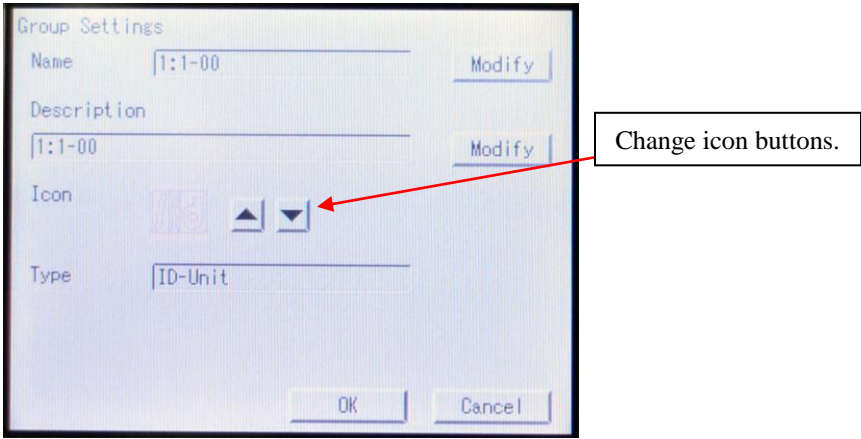 Group Settings
Name 1:1-00 Modify
Description
1:1-00 Modify
Change icon buttons.
Icon
Type ID-Unit
OK Cancel